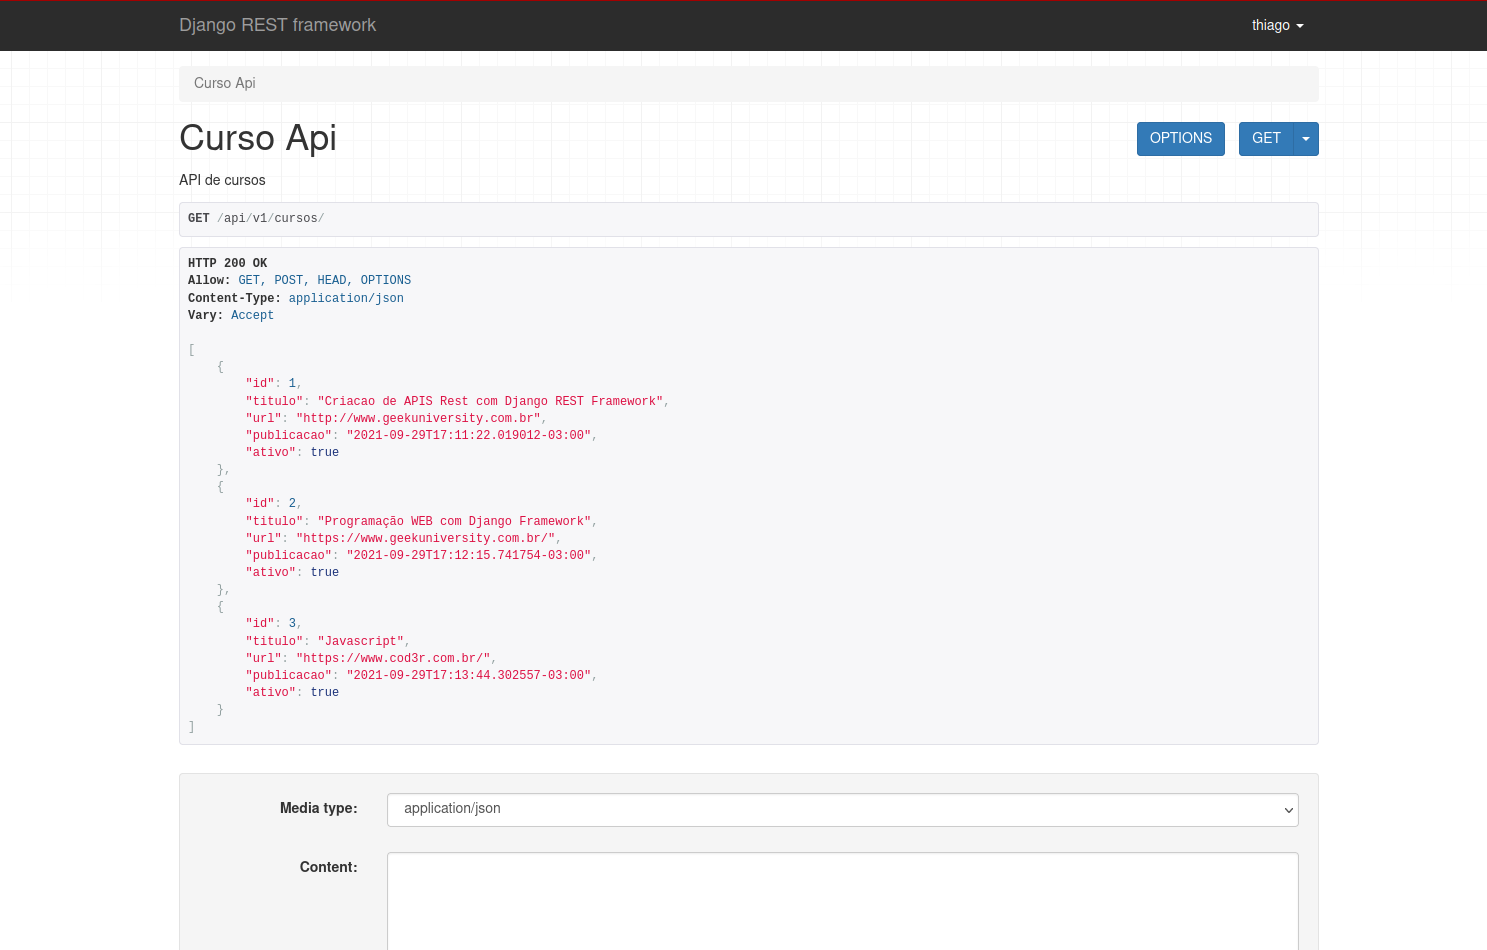 Django REST framework
thiago
Curso Api
Curso Api
OPTIONS
GET
API de cursos
GET /api/v1/cursos/
HTTP 200 OK
Allow: GET, POST, HEAD, OPTIONS
Content-Type: application/json
Vary: Accept
[
    {
        "id": 1,
        "titulo": "Criacao de APIS Rest com Django REST Framework",
        "url": "http://www.geekuniversity.com.br",
        "publicacao": "2021-09-29T17:11:22.019012-03:00",
        "ativo": true
    },
    {
        "id": 2,
        "titulo": "Programação WEB com Django Framework",
        "url": "https://www.geekuniversity.com.br/",
        "publicacao": "2021-09-29T17:12:15.741754-03:00",
        "ativo": true
    },
    {
        "id": 3,
        "titulo": "Javascript",
        "url": "https://www.cod3r.com.br/",
        "publicacao": "2021-09-29T17:13:44.302557-03:00",
        "ativo": true
    }
]
Media type:
application/json
Content: